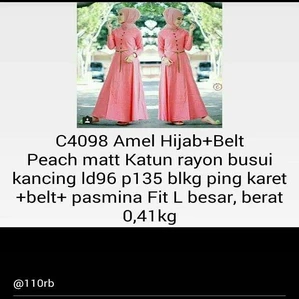 C4098 Amel Hijab+Belt
Peach matt Katun rayon busui
kancing ld96 p135 blkg ping karet
+belt+ pasmina Fit L besar, berat
0,41kg
@110rb